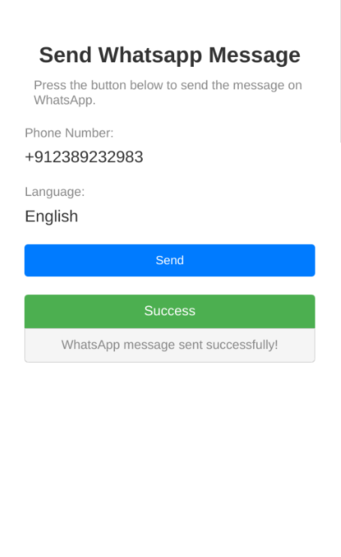 Send Whatsapp Message
Press the button below to send the message on
WhatsApp.
Phone Number:
+912389232983
Language:
English
Send
Success
WhatsApp message sent successfully!